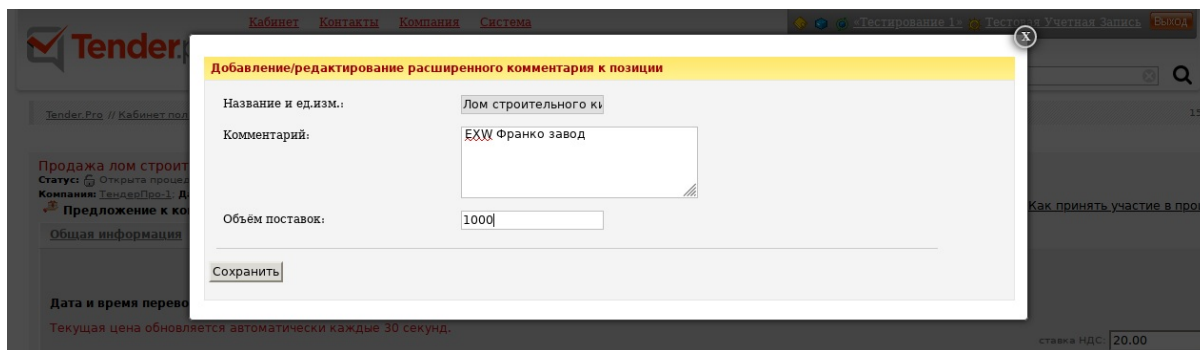 Кабинет Контакты Компания Система
«Тестирование 1» Тестовая Учетная Запись Выход
Tender.
X
Добавление/редактирование расширенного комментария к позиции
Название и ед.изм.: Лом строительного ки
Tender.Pro // Кабинет пол
Комментарий: EXW Франко завод
Продажа лом строит
Статус: Открыта процед
Компания: ТендерПро-1: Д
Предложение к ко
Как принять участие в про
Объём поставок: 1000
Общая информация
Сохранить
Дата и время перево
Текущая цена обновляется автоматически каждые 30 секунд.
ставка НДС: 20.00